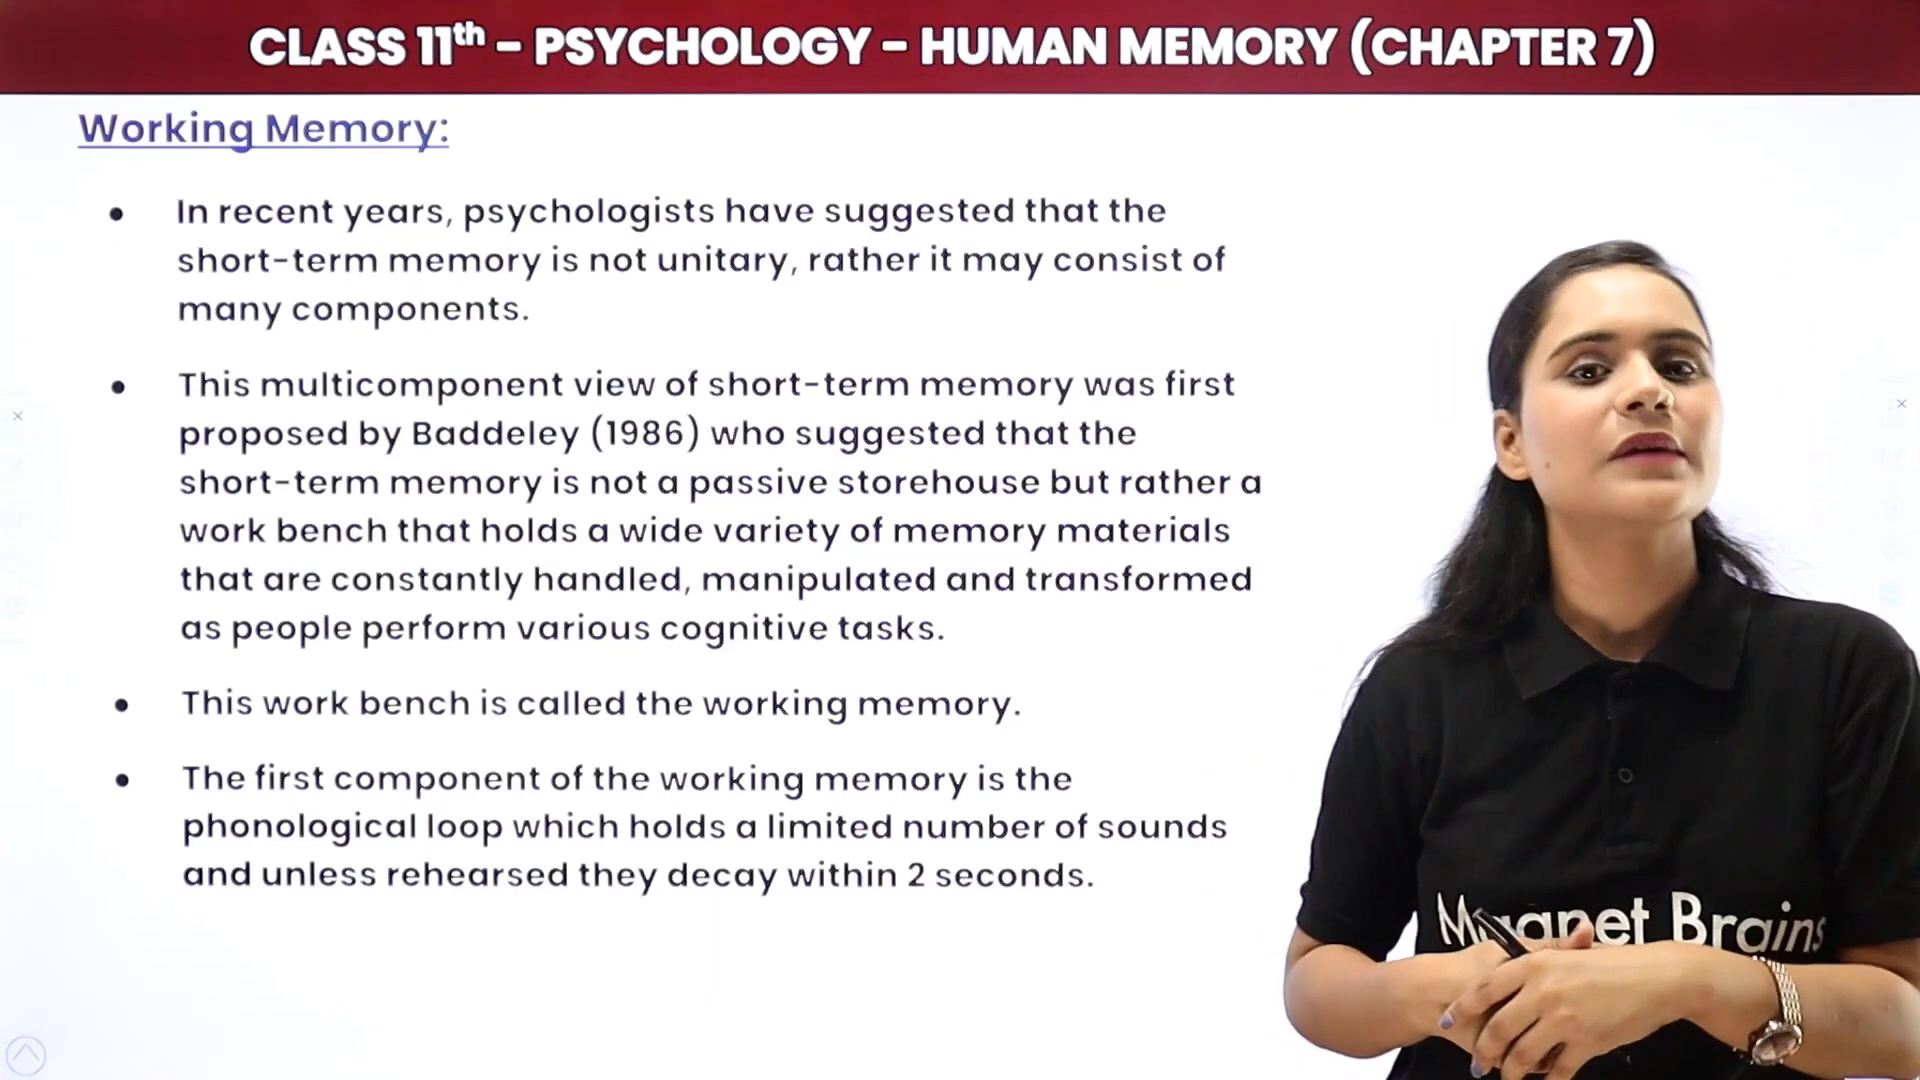 CLASS 11th – PSYCHOLOGY – HUMAN MEMORY (CHAPTER 7)
Working Memory:
• In recent years, psychologists have suggested that the
short-term memory is not unitary, rather it may consist of
many components.
• This multicomponent view of short-term memory was first
proposed by Baddeley (1986) who suggested that the
short-term memory is not a passive storehouse but rather a
work bench that holds a wide variety of memory materials
that are constantly handled, manipulated and transformed
as people perform various cognitive tasks.
• This work bench is called the working memory.
• The first component of the working memory is the
phonological loop which holds a limited number of sounds
and unless rehearsed they decay within 2 seconds.
Magnet Brains